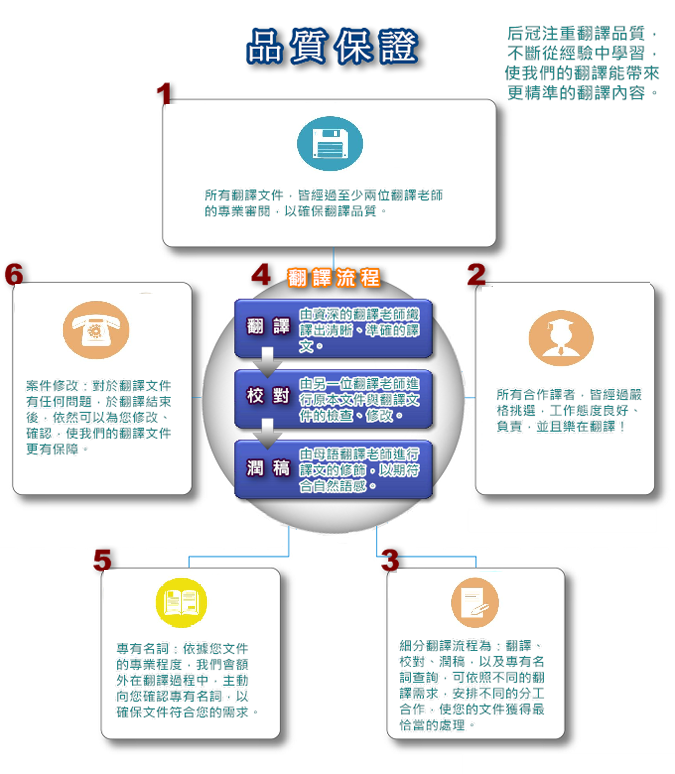 品質保證
后冠注重翻譯品質，
不斷從經驗中學習，
使我們的翻譯能帶來
更精準的翻譯內容。
1
所有翻譯文件，皆經過至少兩位翻譯老師
的專業審閱，以確保翻譯品質。
6
案件修改：對於翻譯文件
有任何問題，於翻譯結束
後，依然可以為您修改、
確認，使我們的翻譯文件
更有保障。
4 翻譯流程
翻譯
由資深的翻譯老師繳
譯出清晰、準確的譯
文。
校對
由另一位翻譯老師進
行原本文件與翻譯文
件的檢查、修改。
潤稿
由母語翻譯老師進行
譯文的修飾，以期符
合自然語感。
2
所有合作譯者，皆經過嚴
格挑選，工作態度良好、
負責，並且樂在翻譯！
5
專有名詞：依據您文件
的專業程度，我們會額
外在翻譯過程中，主動
向您確認專有名詞，以
確保文件符合您的需求。
3
細分翻譯流程為：翻譯、
校對、潤稿，以及專有名
詞查詢，可依照不同的翻
譯需求，安排不同的分工
合作，使您的文件獲得最
恰當的處理。